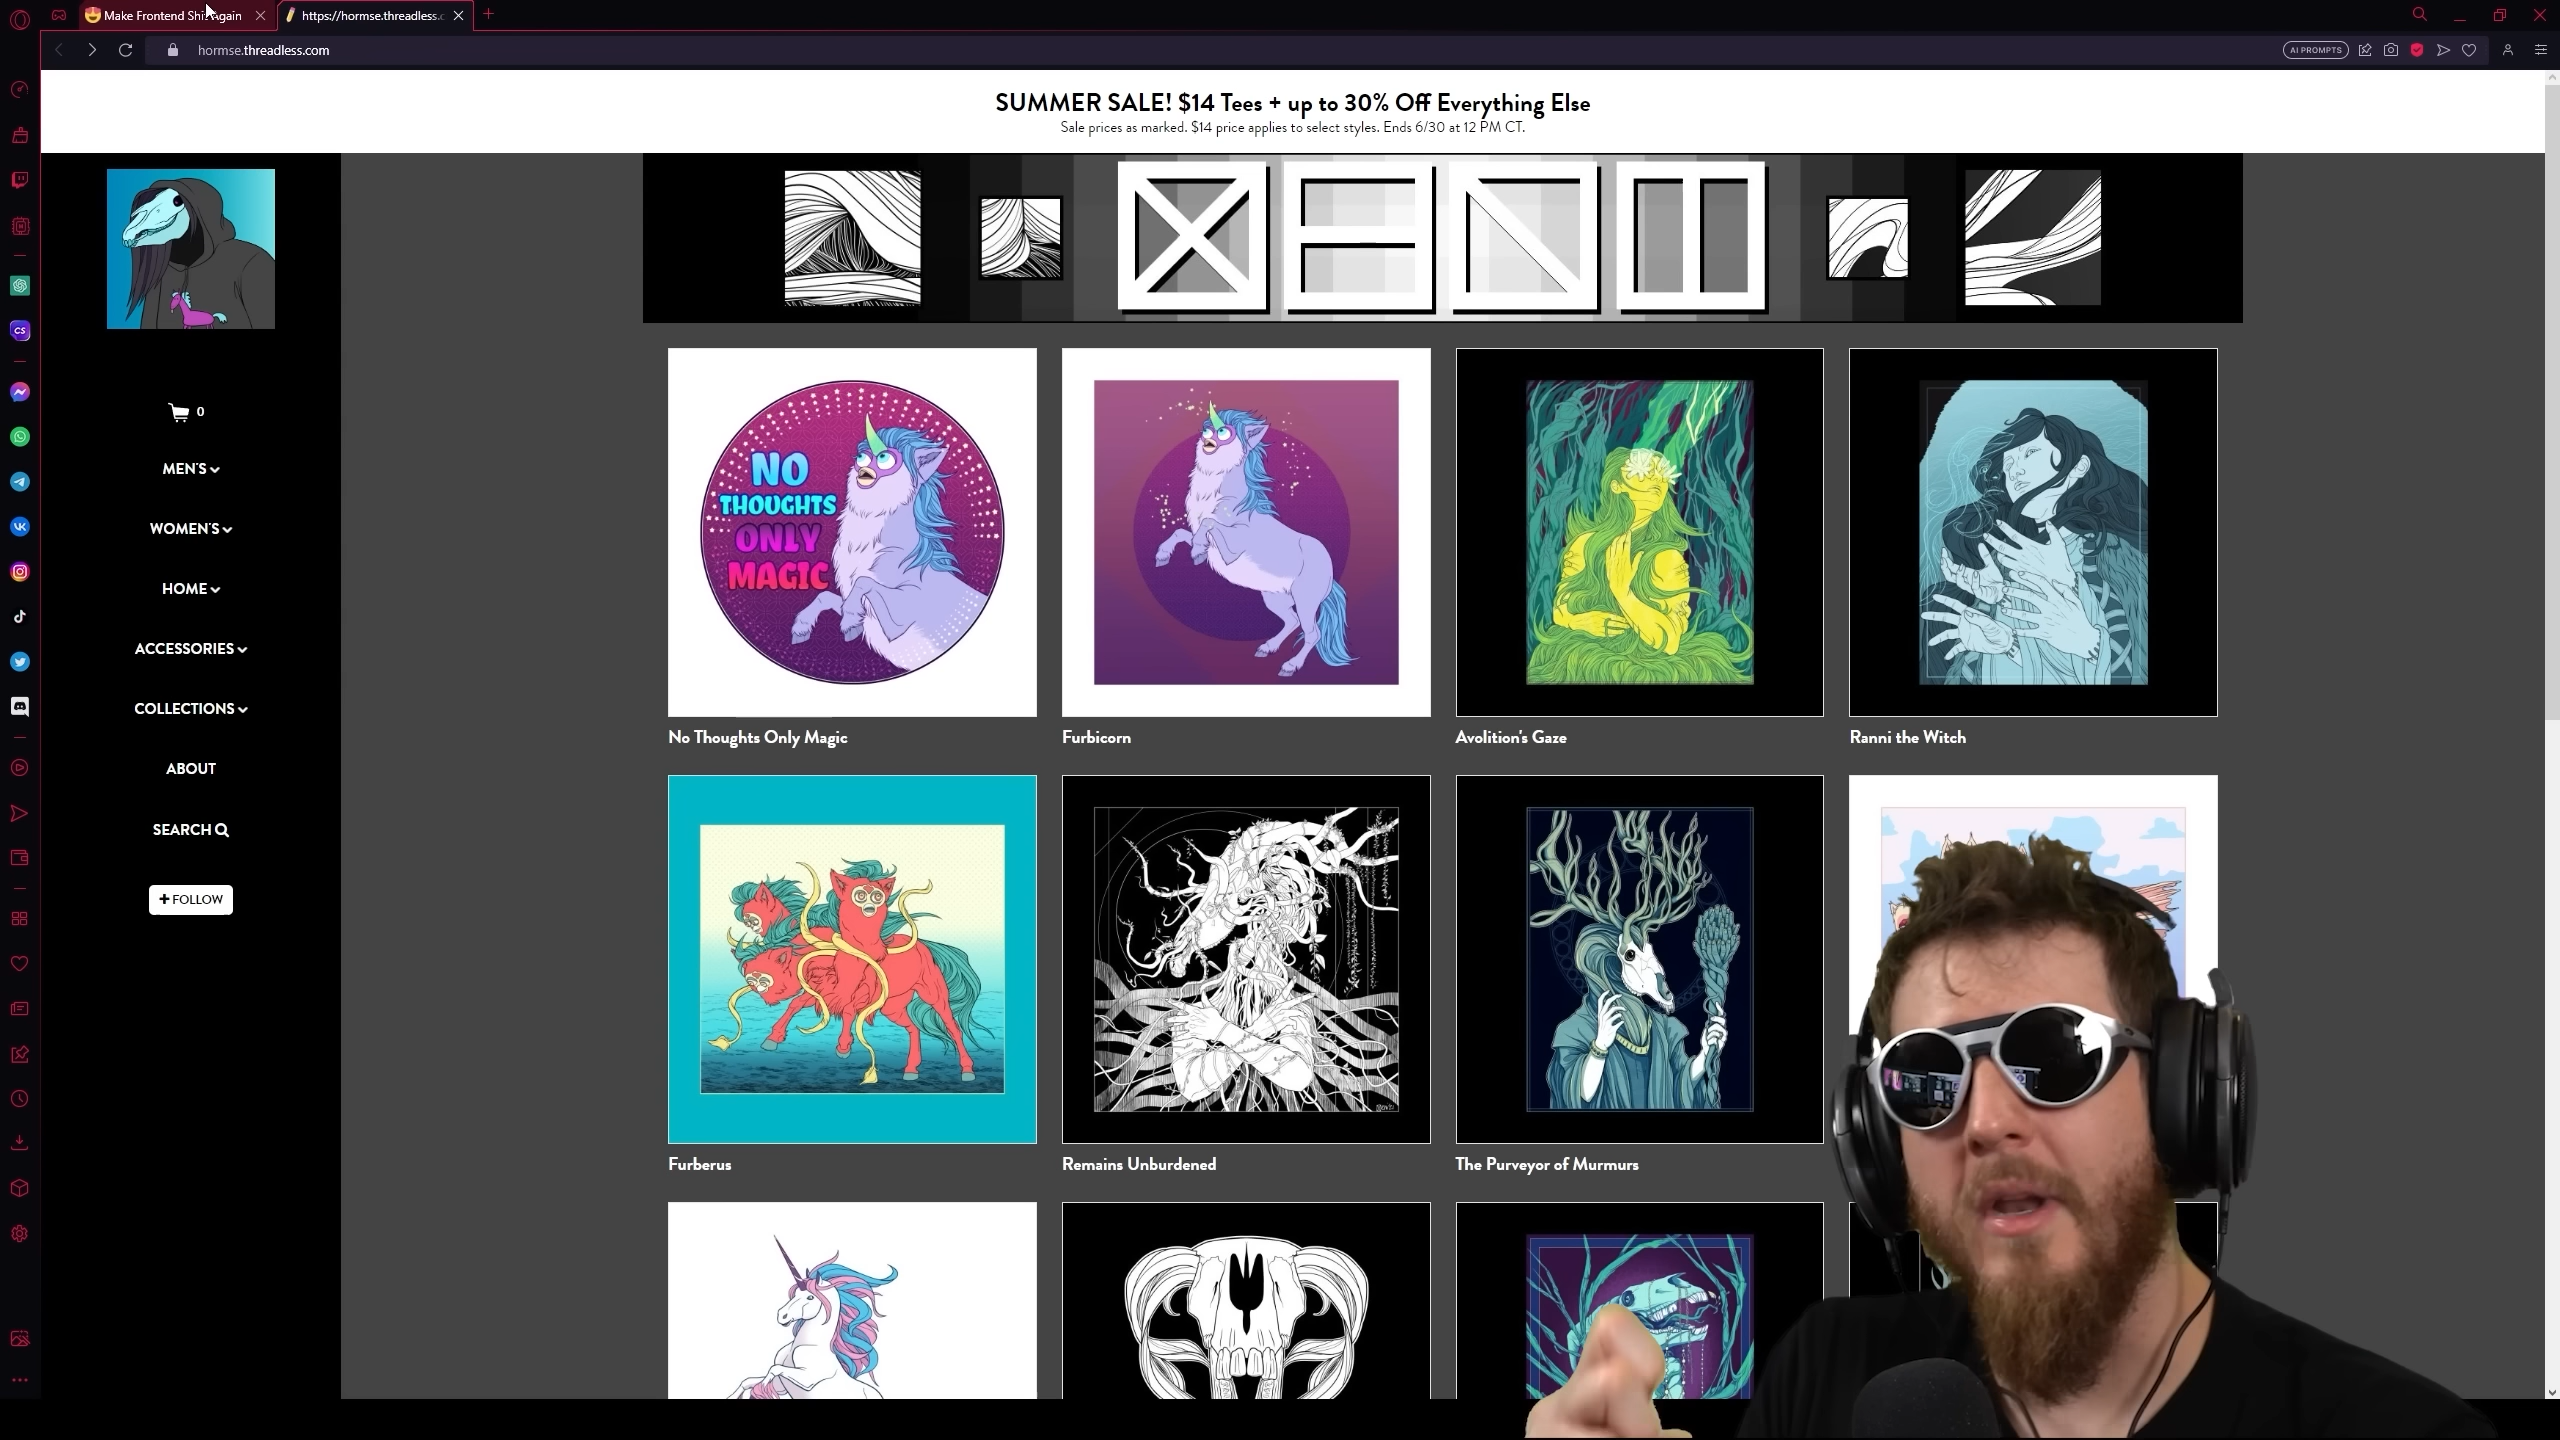 Make Frontend Shi
Again
https://hormse.threadless.c
hormse.threadless.com
AI PROMPTS
SUMMER SALE! $14 Tees + up to 30% Off Everything Else
Sale prices as marked. $14 price applies to select styles. Ends 6/30 at 12 PM CT.
CS
0
MEN'S
WOMEN'S
HOME
ACCESSORIES
COLLECTIONS
ABOUT
SEARCH
+ FOLLOW
NO
THOUGHTS
ONLY
MAGIC
No Thoughts Only Magic
Furbicorn
Avolition's Gaze
Ranni the Witch
Furberus
Remains Unburdened
The Purveyor of Murmurs